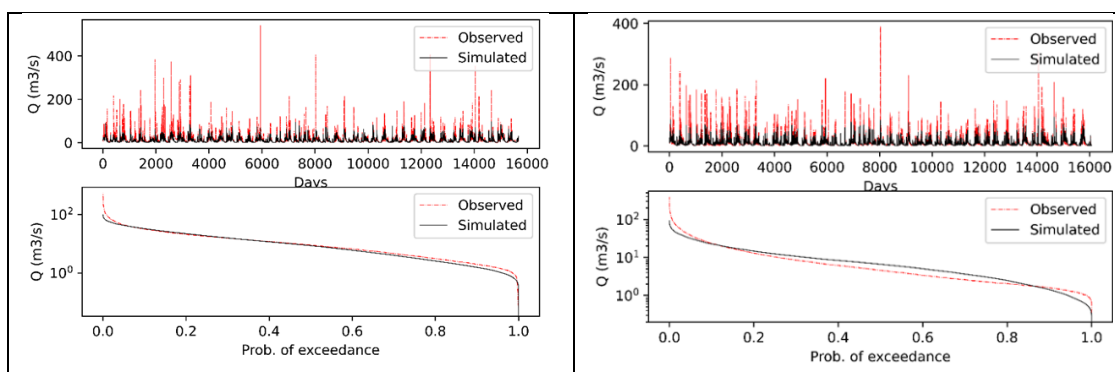 Q (m3/s)
400
200
0
Observed
Simulated
0 2000 4000 6000 8000 10000 12000 14000 16000
Days
Q (m3/s)
10²
10⁰
Observed
Simulated
0.0 0.2 0.4 0.6 0.8 1.0
Prob. of exceedance
Q (m3/s)
400
200
0
Observed
Simulated
0 2000 4000 6000 8000 10000 12000 14000 16000
Days
Q (m3/s)
10²
10¹
10⁰
Observed
Simulated
0.0 0.2 0.4 0.6 0.8 1.0
Prob. of exceedance